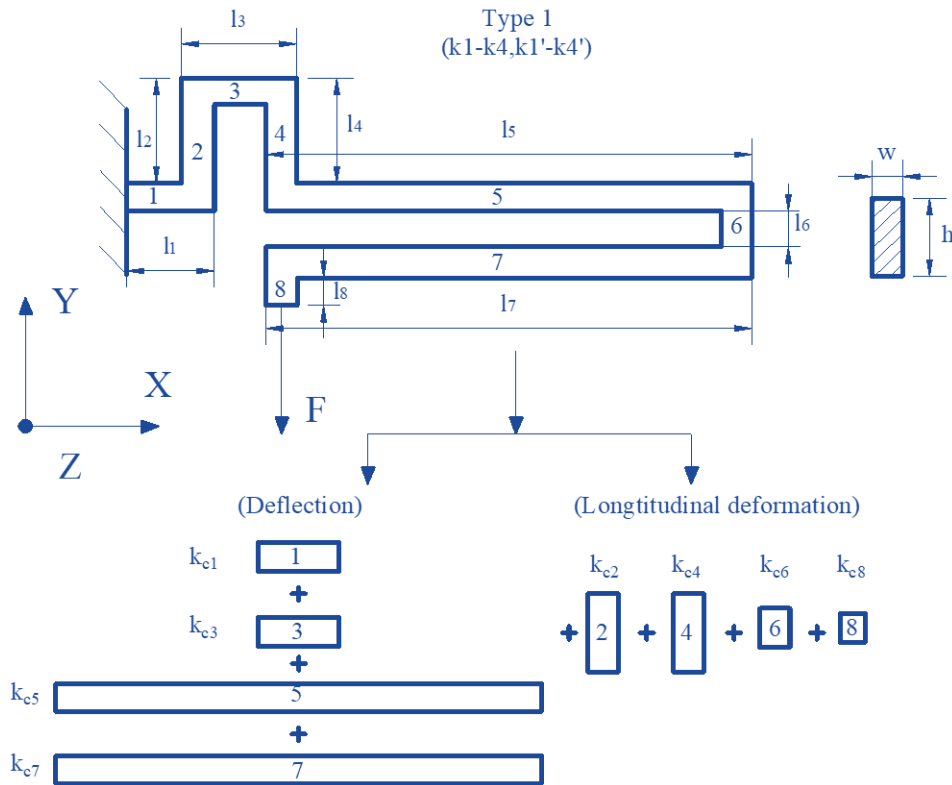 Type 1
(k1-k4,k1'-k4')
l3
3
l2
2
4
l4
l5
w
1
5
6
l6
h
l1
7
8
l8
l7
Y
X
F
Z
(Deflection)
(Longtitudinal deformation)
kc1
1
+
kc3
3
+
kc5
5
+
kc7
7
kc2
kc4
kc6
kc8
+ 2 + 4 + 6 + 8